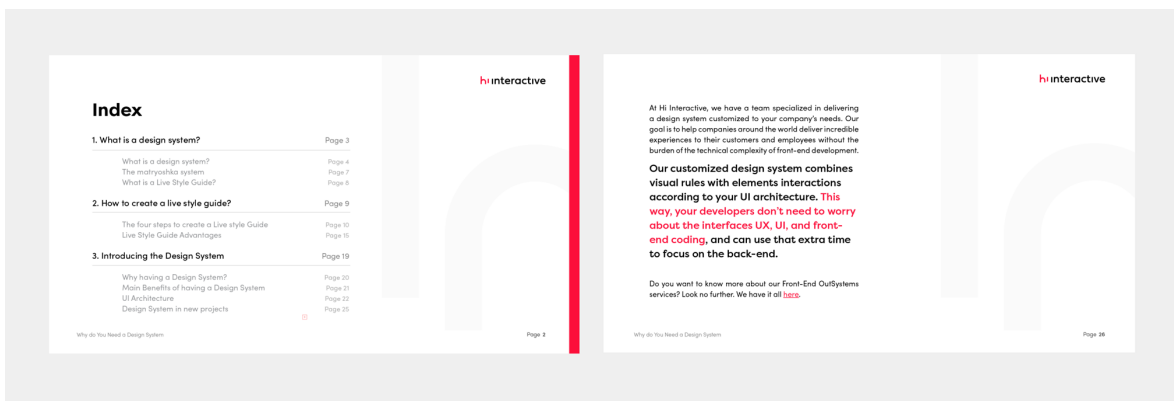 hi interactive
Index
1. What is a design system? Page 3
What is a design system? Page 4
The matryoshka system Page 7
What is a Live Style Guide? Page 8
2. How to create a live style guide? Page 9
The four steps to create a Live style Guide Page 10
Live Style Guide Advantages Page 15
3. Introducing the Design System Page 19
Why having a Design System? Page 20
Main Benefits of having a Design System Page 21
UI Architecture Page 22
Design System in new projects Page 25
Why do You Need a Design System Page 2
hi interactive
At Hi Interactive, we have a team specialized in delivering
a design system customized to your company's needs. Our
goal is to help companies around the world deliver incredible
experiences to their customers and employees without the
burden of the technical complexity of front-end development.
Our customized design system combines
visual rules with elements interactions
according to your UI architecture. This
way, your developers don't need to worry
about the interfaces UX, UI, and front-
end coding, and can use that extra time
to focus on the back-end.
Do you want to know more about our Front-End OutSystems
services? Look no further. We have it all here.
Why do You Need a Design System Page 26